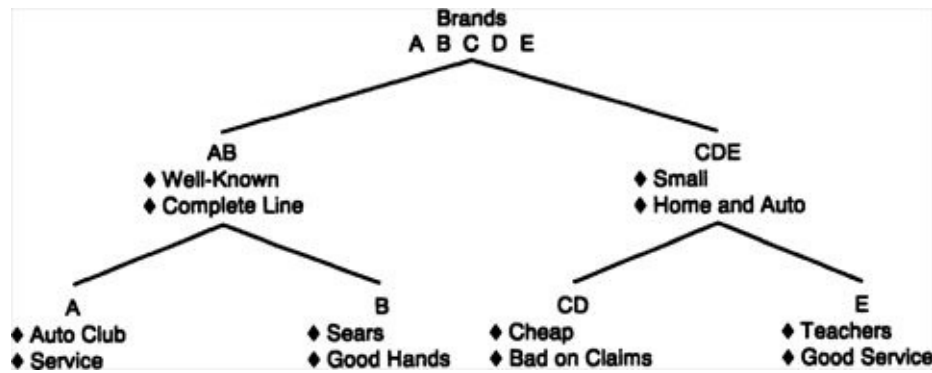 Brands
A B C D E
AB
♦ Well-Known
♦ Complete Line
CDE
♦ Small
♦ Home and Auto
A
♦ Auto Club
♦ Service
B
♦ Sears
♦ Good Hands
CD
♦ Cheap
♦ Bad on Claims
E
♦ Teachers
♦ Good Service